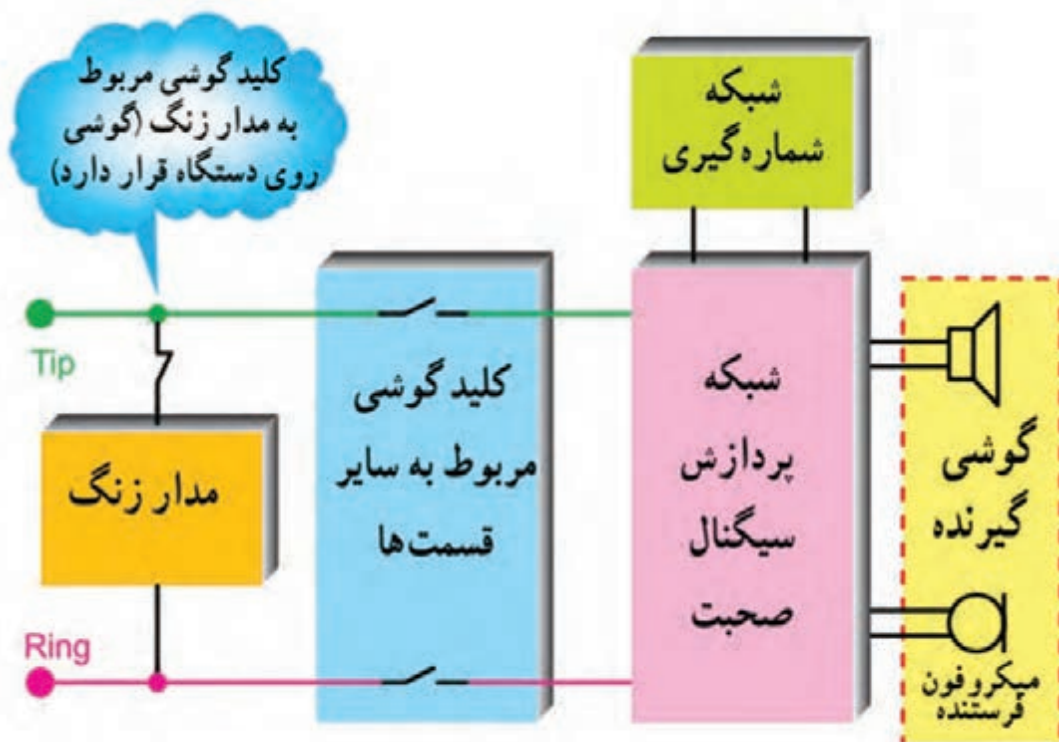 کلید گوشی مربوط
به مدار زنگ (گوشی
روی دستگاه قرار دارد)
شبکه
شماره‌گیری
Tip
مدار زنگ
Ring
کلید گوشی
مربوط به سایر
قسمت‌ها
شبکه
پردازش
سیگنال
صحبت
گوشی
گیرنده
میکروفون
فرستنده